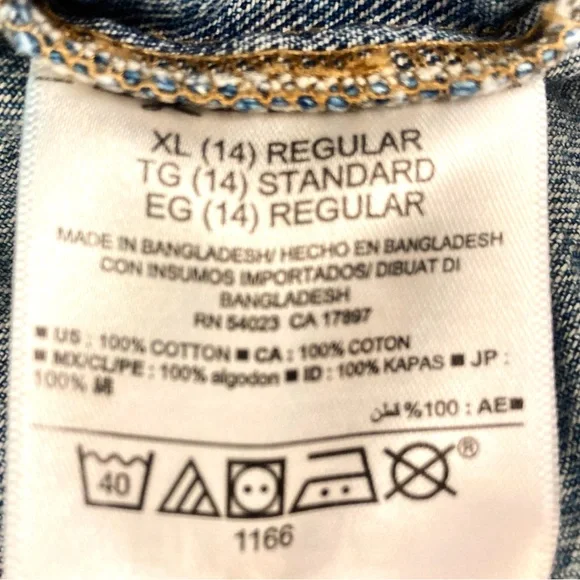 XL (14) REGULAR
TG (14) STANDARD
EG (14) REGULAR
MADE IN BANGLADESH/ HECHO EN BANGLADESH
CON INSUMOS IMPORTADOS/ DIBUAT DI
BANGLADESH
RN 54023 CA 17897
■ US : 100% COTTON ■ CA : 100% COTON
■ MX/CL/PE : 100% algodon ■ ID : 100% KAPAS ■ JP :
100% 綿
■AE : 100% قطن
40
®
1166